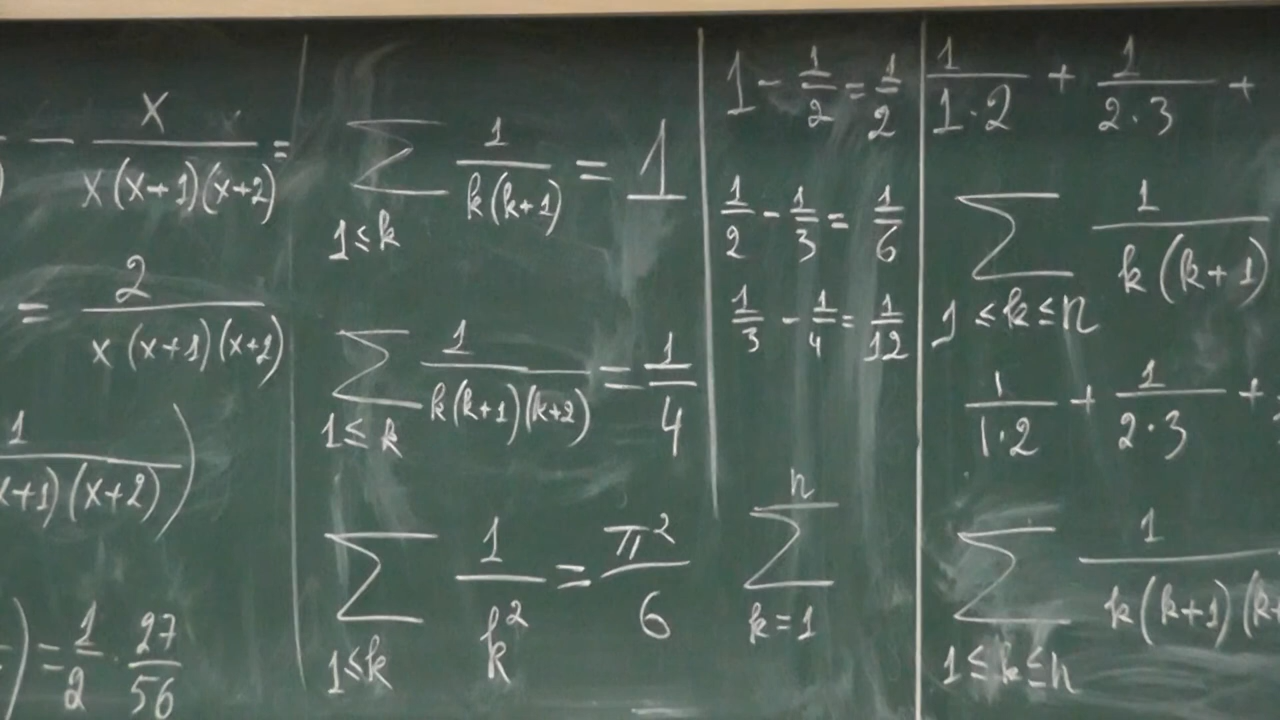 − x / x(x+1)(x+2) =
= 2 / x(x+1)(x+2)
1 / x+1)(x+2) )
) = 1/2 · 27/56
∑ 1≤k 1 / k(k+1) = 1
∑ 1≤k 1 / k(k+1)(k+2) = 1/4
∑ 1≤k 1 / k² = π²/6
1 − 1/2 = 1/2
1/2 − 1/3 = 1/6
1/3 − 1/4 = 1/12
n ∑ k=1
1 / 1·2 + 1 / 2·3 +
∑ 1≤k≤n 1 / k(k+1)
1 / 1·2 + 1 / 2·3 +
∑ 1≤k≤n 1 / k(k+1)(k+